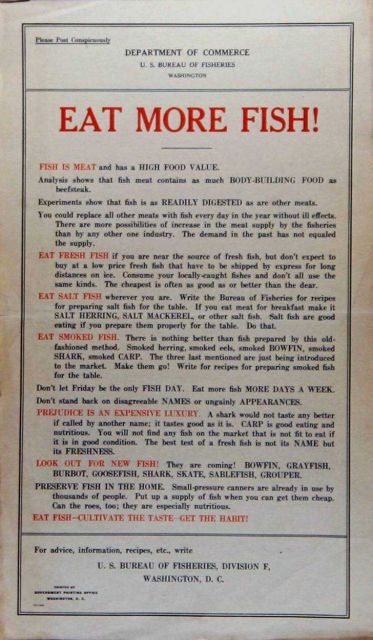 Please Post Conspicuously
DEPARTMENT OF COMMERCE
U. S. BUREAU OF FISHERIES
WASHINGTON
EAT MORE FISH!
FISH IS MEAT and has a HIGH FOOD VALUE.
Analysis shows that fish meat contains as much BODY-BUILDING FOOD as
beefsteak.
Experiments show that fish is as READILY DIGESTED as are other meats.
You could replace all other meats with fish every day in the year without ill effects.
There are more possibilities of increase in the meat supply by the fisheries
than by any other one industry. The demand in the past has not equaled
the supply.
EAT FRESH FISH if you are near the source of fresh fish, but don't expect to
buy at a low price fresh fish that have to be shipped by express for long
distances on ice. Consume your locally-caught fishes and don't all use the
same kinds. The cheapest is often as good as or better than the dear.
EAT SALT FISH wherever you are. Write the Bureau of Fisheries for recipes
for preparing salt fish for the table. If you eat meat for breakfast make it
SALT HERRING, SALT MACKEREL, or other salt fish. Salt fish are good
eating if you prepare them properly for the table. Do that.
EAT SMOKED FISH. There is nothing better than fish prepared by this old-
fashioned method. Smoked herring, smoked eels, smoked BOWFIN, smoked
SHARK, smoked CARP. The three last mentioned are just being introduced
to the market. Make them go! Write for recipes for preparing smoked fish
for the table.
Don't let Friday be the only FISH DAY. Eat more fish MORE DAYS A WEEK.
Don't stand back on disagreeable NAMES or ungainly APPEARANCES.
PREJUDICE IS AN EXPENSIVE LUXURY. A shark would not taste any better
if called by another name; it tastes good as it is. CARP is good eating and
nutritious. You will not find any fish on the market that is not fit to eat if
it is in good condition. The best test of a fresh fish is not its NAME but
its FRESHNESS.
LOOK OUT FOR NEW FISH! They are coming! BOWFIN, GRAYFISH,
BURBOT, GOOSEFISH, SHARK, SKATE, SABLEFISH, GROUPER.
PRESERVE FISH IN THE HOME. Small-pressure canners are already in use by
thousands of people. Put up a supply of fish when you can get them cheap.
Can the roes, too; they are especially nutritious.
EAT FISH—CULTIVATE THE TASTE—GET THE HABIT!
For advice, information, recipes, etc., write
U. S. BUREAU OF FISHERIES, DIVISION F,
WASHINGTON, D. C.
PRINTED BY
GOVERNMENT PRINTING OFFICE
WASHINGTON, D. C.